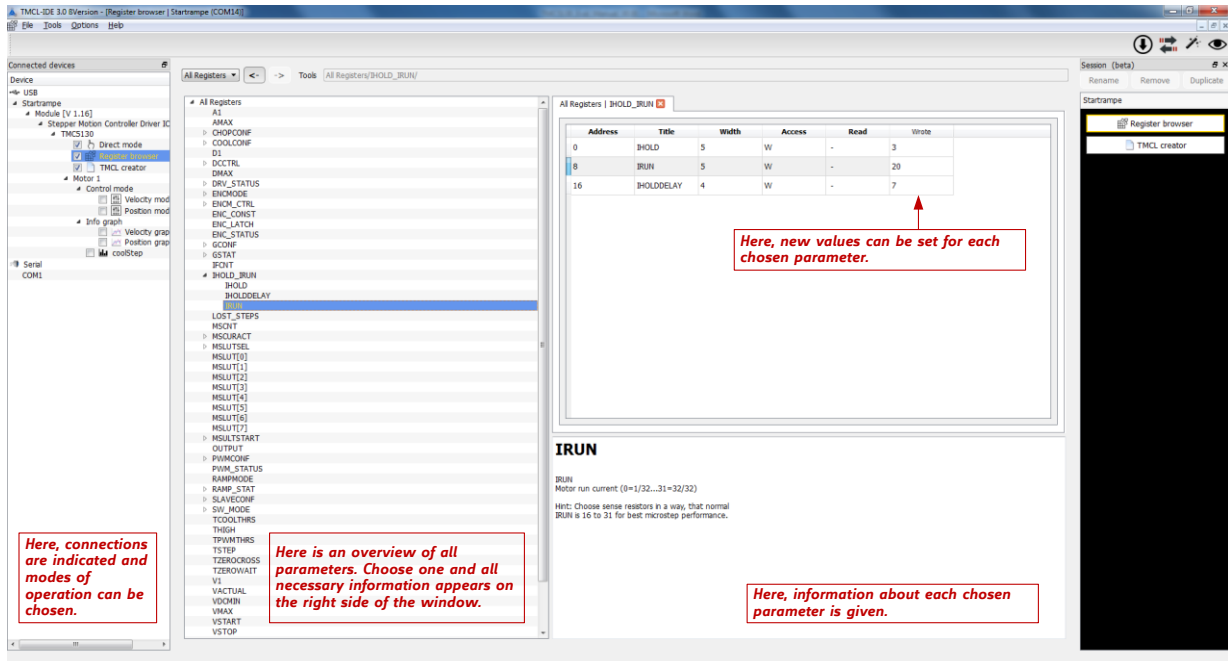 TMCL-IDE 3.0 8Version - [Register browser | Startrampe (COM14)]
File Tools Options Help
Connected devices
Device
USB
Startrampe
Module [V 1.16]
Stepper Motion Controller Driver IC
TMC5130
Direct mode
Register browser
TMCL creator
Motor 1
Control mode
Velocity mod
Position mod
Info graph
Velocity grap
Position grap
coolStep
Serial
COM1
Here, connections
are indicated and
modes of
operation can be
chosen.
All Registers <- -> Tools All Registers/IHOLD_IRUN/
All Registers
A1
AMAX
CHOPCONF
COOLCONF
D1
DCCTRL
DMAX
DRV_STATUS
ENCMODE
ENCM_CTRL
ENC_CONST
ENC_LATCH
ENC_STATUS
GCONF
GSTAT
IFCNT
IHOLD_IRUN
IHOLD
IHOLDDELAY
IRUN
LOST_STEPS
MSCNT
MSCURACT
MSLUTSEL
MSLUT[0]
MSLUT[1]
MSLUT[2]
MSLUT[3]
MSLUT[4]
MSLUT[5]
MSLUT[6]
MSLUT[7]
MSULTSTART
OUTPUT
PWMCONF
PWM_STATUS
RAMPMODE
RAMP_STAT
SLAVECONF
SW_MODE
TCOOLTHRS
THIGH
TPWMTHRS
TSTEP
TZEROCROSS
TZEROWAIT
V1
VACTUAL
VDCMIN
VMAX
VSTART
VSTOP
Here is an overview of all
parameters. Choose one and all
necessary information appears on
the right side of the window.
All Registers | IHOLD_IRUN
Address Title Width Access Read Wrote
0 IHOLD 5 W - 3
8 IRUN 5 W - 20
16 IHOLDDELAY 4 W - 7
Here, new values can be set for each
chosen parameter.
IRUN
IRUN
Motor run current (0=1/32...31=32/32)
Hint: Choose sense resistors in a way, that normal
IRUN is 16 to 31 for best microstep performance.
Here, information about each chosen
parameter is given.
Session (beta)
Rename Remove Duplicate
Startrampe
Register browser
TMCL creator